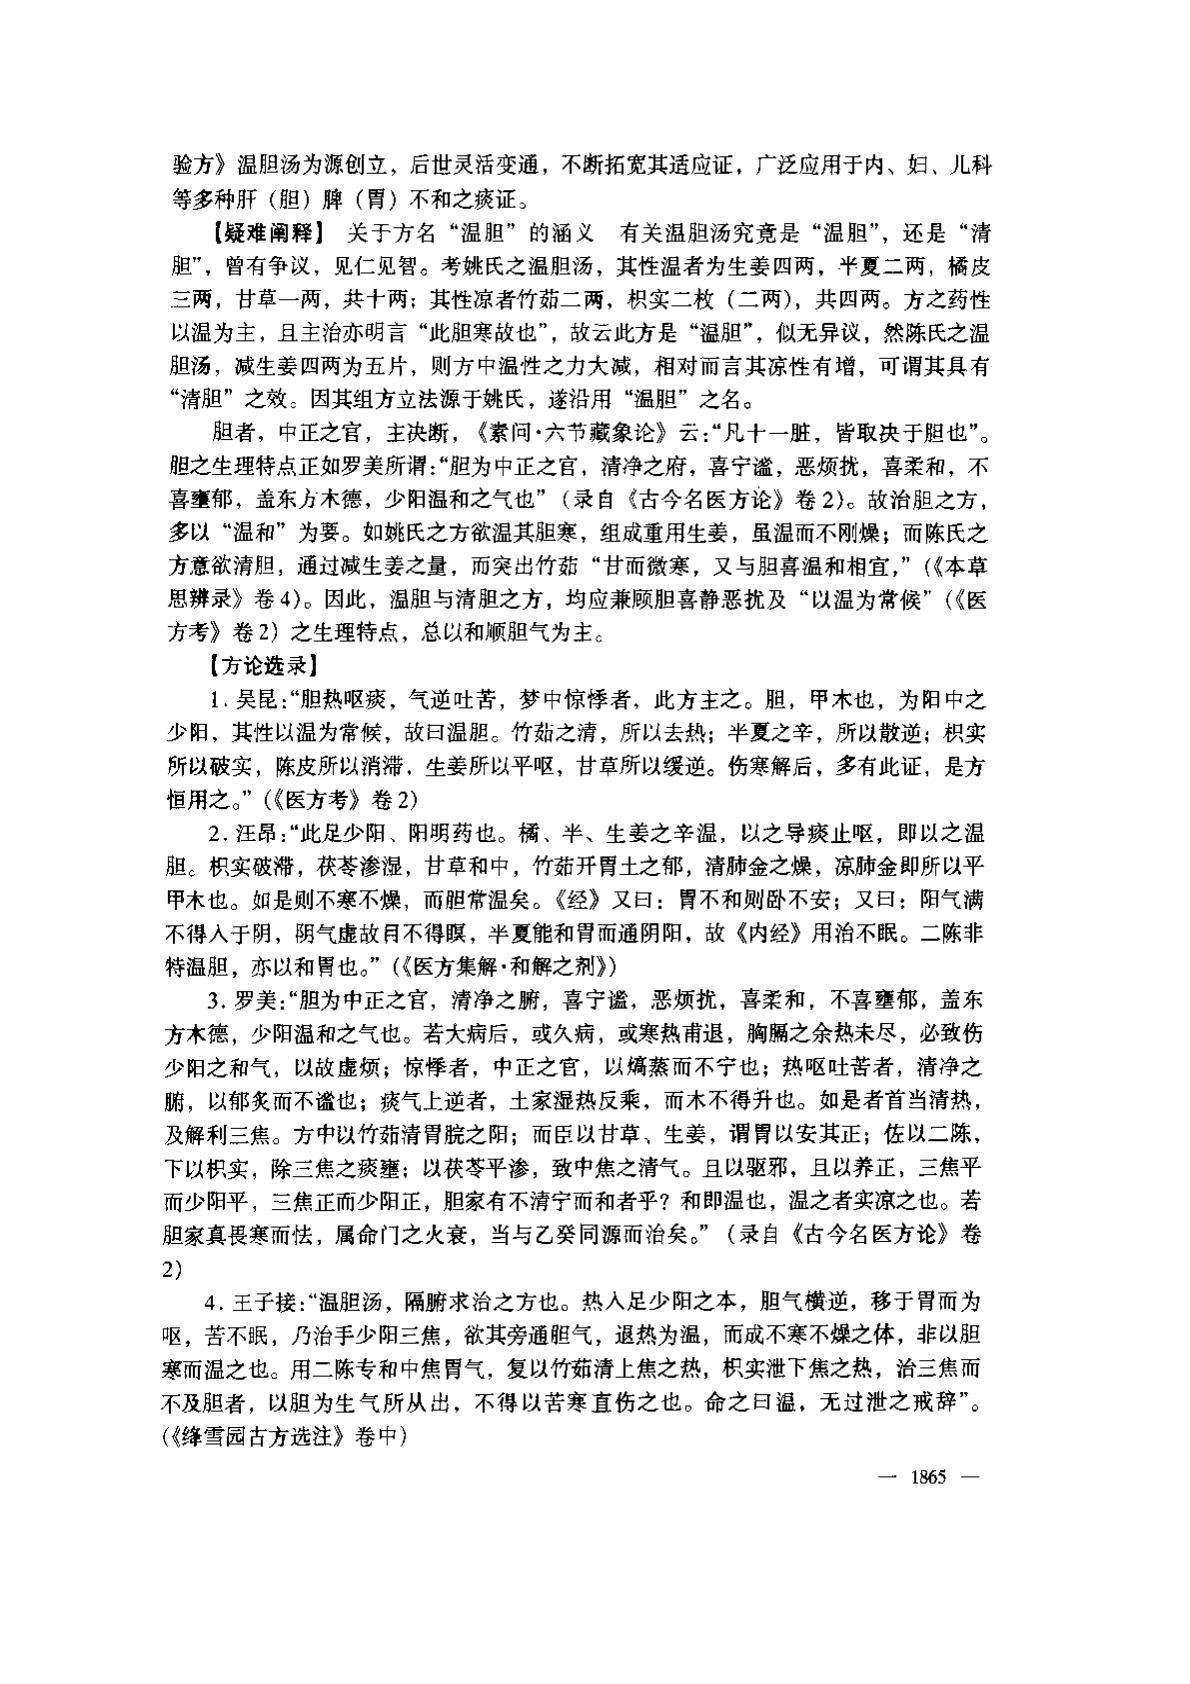 验方》温胆汤为源创立，后世灵活变通，不断拓宽其适应证，广泛应用于内、妇、儿科
等多种肝（胆）脾（胃）不和之痰证。
【疑难阐释】 关于方名“温胆”的涵义 有关温胆汤究竟是“温胆”，还是“清
胆”，曾有争议，见仁见智。考姚氏之温胆汤，其性温者为生姜四两，半夏二两，橘皮
三两，甘草一两，共十两；其性凉者竹茹二两，枳实二枚（二两），共四两。方之药性
以温为主，且主治亦明言“此胆寒故也”，故云此方是“温胆”，似无异议，然陈氏之温
胆汤，减生姜四两为五片，则方中温性之力大减，相对而言其凉性有增，可谓其具有
“清胆”之效。因其组方立法源于姚氏，遂沿用“温胆”之名。
胆者，中正之官，主决断，《素问·六节藏象论》云：“凡十一脏，皆取决于胆也”。
胆之生理特点正如罗美所谓：“胆为中正之官，清净之府，喜宁谧，恶烦扰，喜柔和，不
喜壅郁，盖东方木德，少阳温和之气也”（录自《古今名医方论》卷2）。故治胆之方，
多以“温和”为要。如姚氏之方欲温其胆寒，组成重用生姜，虽温而不刚燥；而陈氏之
方意欲清胆，通过减生姜之量，而突出竹茹“甘而微寒，又与胆喜温和相宜，”（《本草
思辨录》卷4）。因此，温胆与清胆之方，均应兼顾胆喜静恶扰及“以温为常候”（《医
方考》卷2）之生理特点，总以和顺胆气为主。
【方论选录】
1. 吴昆：“胆热呕痰，气逆吐苦，梦中惊悸者，此方主之。胆，甲木也，为阳中之
少阳，其性以温为常候，故曰温胆。竹茹之清，所以去热；半夏之辛，所以散逆；枳实
所以破实，陈皮所以消滞，生姜所以平呕，甘草所以缓逆。伤寒解后，多有此证，是方
恒用之。”（《医方考》卷2）
2. 汪昂：“此足少阳、阳明药也。橘、半、生姜之辛温，以之导痰止呕，即以之温
胆。枳实破滞，茯苓渗湿，甘草和中，竹茹开胃土之郁，清肺金之燥，凉肺金即所以平
甲木也。如是则不寒不燥，而胆常温矣。《经》又曰：胃不和则卧不安；又曰：阳气满
不得入于阴，阴气虚故目不得瞑，半夏能和胃而通阴阳，故《内经》用治不眠。二陈非
特温胆，亦以和胃也。”（《医方集解·和解之剂》）
3. 罗美：“胆为中正之官，清净之腑，喜宁谧，恶烦扰，喜柔和，不喜壅郁，盖东
方木德，少阳温和之气也。若大病后，或久病，或寒热甫退，胸膈之余热未尽，必致伤
少阳之和气，以故虚烦；惊悸者，中正之官，以熇蒸而不宁也；热呕吐苦者，清净之
腑，以郁炙而不谧也；痰气上逆者，土家湿热反乘，而木不得升也。如是者首当清热，
及解利三焦。方中以竹茹清胃脘之阳；而臣以甘草、生姜，谓胃以安其正；佐以二陈，
下以枳实，除三焦之痰壅；以茯苓平渗，致中焦之清气。且以驱邪，且以养正，三焦平
而少阳平，三焦正而少阳正，胆家有不清宁而和者乎？和即温也，温之者实凉之也。若
胆家真畏寒而怯，属命门之火衰，当与乙癸同源而治矣。”（录自《古今名医方论》卷
2）
4. 王子接：“温胆汤，隔腑求治之方也。热入足少阳之本，胆气横逆，移于胃而为
呕，苦不眠，乃治手少阳三焦，欲其旁通胆气，退热为温，而成不寒不燥之体，非以胆
寒而温之也。用二陈专和中焦胃气，复以竹茹清上焦之热，枳实泄下焦之热，治三焦而
不及胆者，以胆为生气所从出，不得以苦寒直伤之也。命之曰温，无过泄之戒辞”。
（《绛雪园古方选注》卷中）
— 1865 —